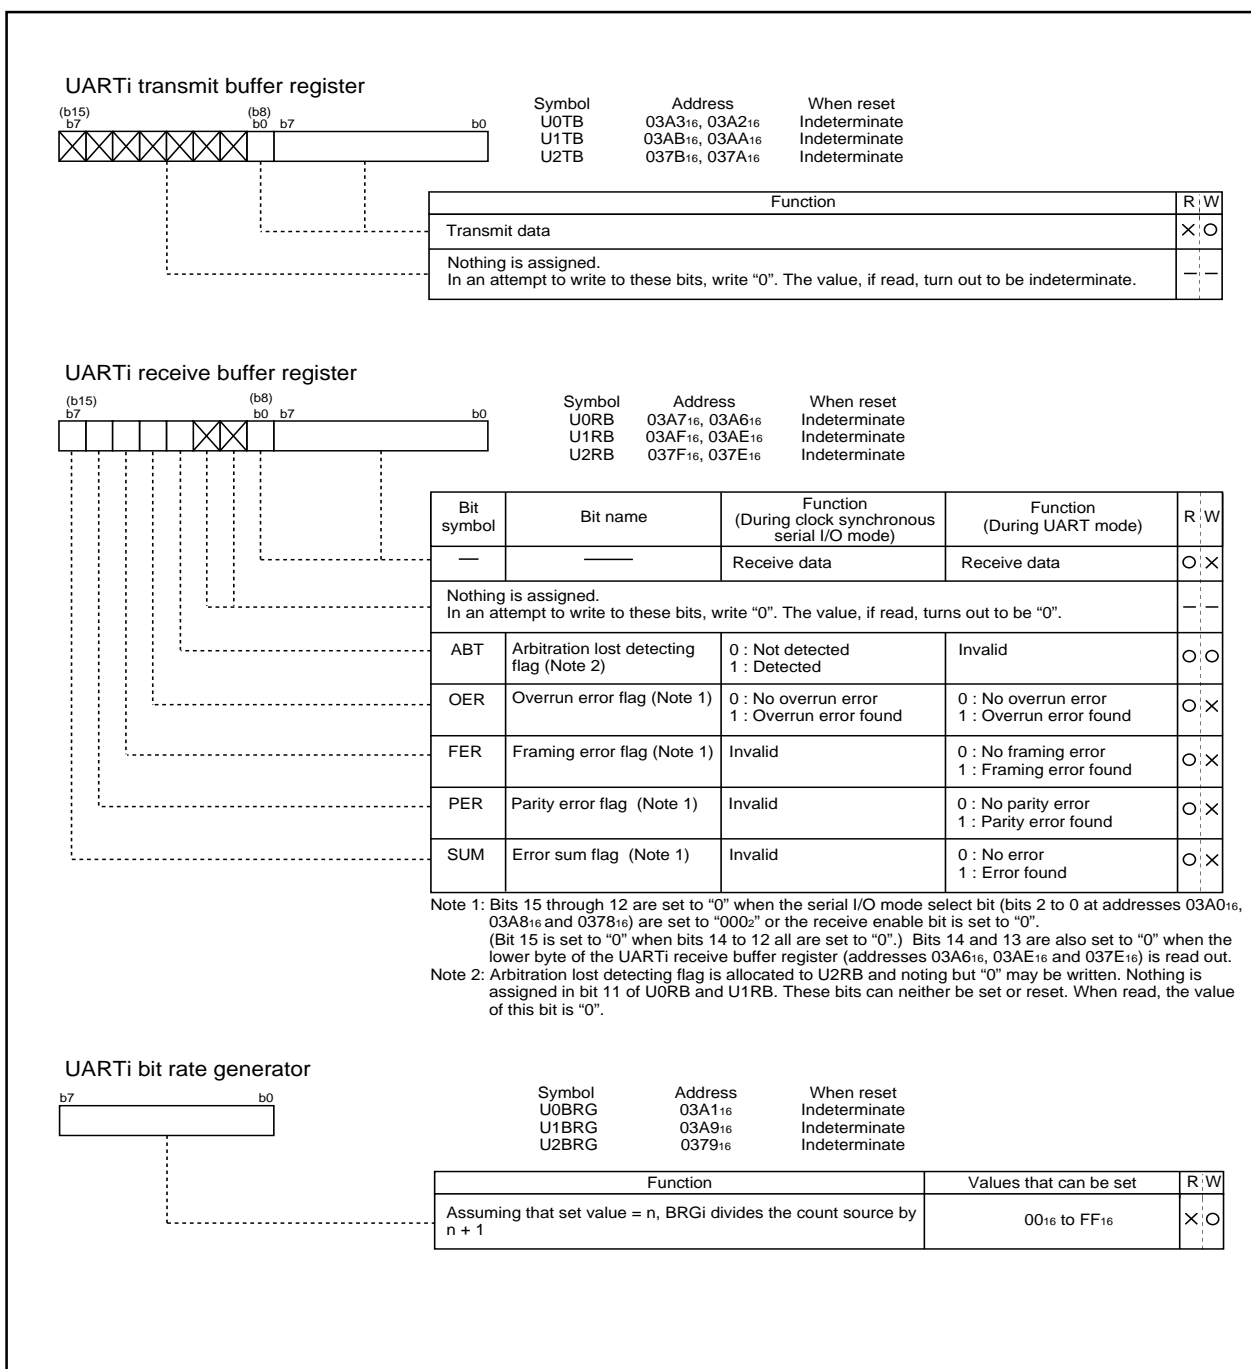 UARTi transmit buffer register
(b15) (b8)
b7 b0 b7 b0
Symbol Address When reset
U0TB 03A3₁₆, 03A2₁₆ Indeterminate
U1TB 03AB₁₆, 03AA₁₆ Indeterminate
U2TB 037B₁₆, 037A₁₆ Indeterminate
Function R W
Transmit data X O
Nothing is assigned.
In an attempt to write to these bits, write “0”. The value, if read, turn out to be indeterminate. — —
UARTi receive buffer register
(b15) (b8)
b7 b0 b7 b0
Symbol Address When reset
U0RB 03A7₁₆, 03A6₁₆ Indeterminate
U1RB 03AF₁₆, 03AE₁₆ Indeterminate
U2RB 037F₁₆, 037E₁₆ Indeterminate
Bit symbol Bit name Function (During clock synchronous serial I/O mode) Function (During UART mode) R W
— — Receive data Receive data O X
Nothing is assigned.
In an attempt to write to these bits, write “0”. The value, if read, turns out to be “0”. — —
ABT Arbitration lost detecting flag (Note 2) 0 : Not detected 1 : Detected Invalid O O
OER Overrun error flag (Note 1) 0 : No overrun error 1 : Overrun error found 0 : No overrun error 1 : Overrun error found O X
FER Framing error flag (Note 1) Invalid 0 : No framing error 1 : Framing error found O X
PER Parity error flag (Note 1) Invalid 0 : No parity error 1 : Parity error found O X
SUM Error sum flag (Note 1) Invalid 0 : No error 1 : Error found O X
Note 1: Bits 15 through 12 are set to “0” when the serial I/O mode select bit (bits 2 to 0 at addresses 03A0₁₆,
03A8₁₆ and 0378₁₆) are set to “000₂” or the receive enable bit is set to “0”.
(Bit 15 is set to “0” when bits 14 to 12 all are set to “0”.) Bits 14 and 13 are also set to “0” when the
lower byte of the UARTi receive buffer register (addresses 03A6₁₆, 03AE₁₆ and 037E₁₆) is read out.
Note 2: Arbitration lost detecting flag is allocated to U2RB and noting but “0” may be written. Nothing is
assigned in bit 11 of U0RB and U1RB. These bits can neither be set or reset. When read, the value
of this bit is “0”.
UARTi bit rate generator
b7 b0
Symbol Address When reset
U0BRG 03A1₁₆ Indeterminate
U1BRG 03A9₁₆ Indeterminate
U2BRG 0379₁₆ Indeterminate
Function Values that can be set R W
Assuming that set value = n, BRGi divides the count source by
n + 1 00₁₆ to FF₁₆ X O